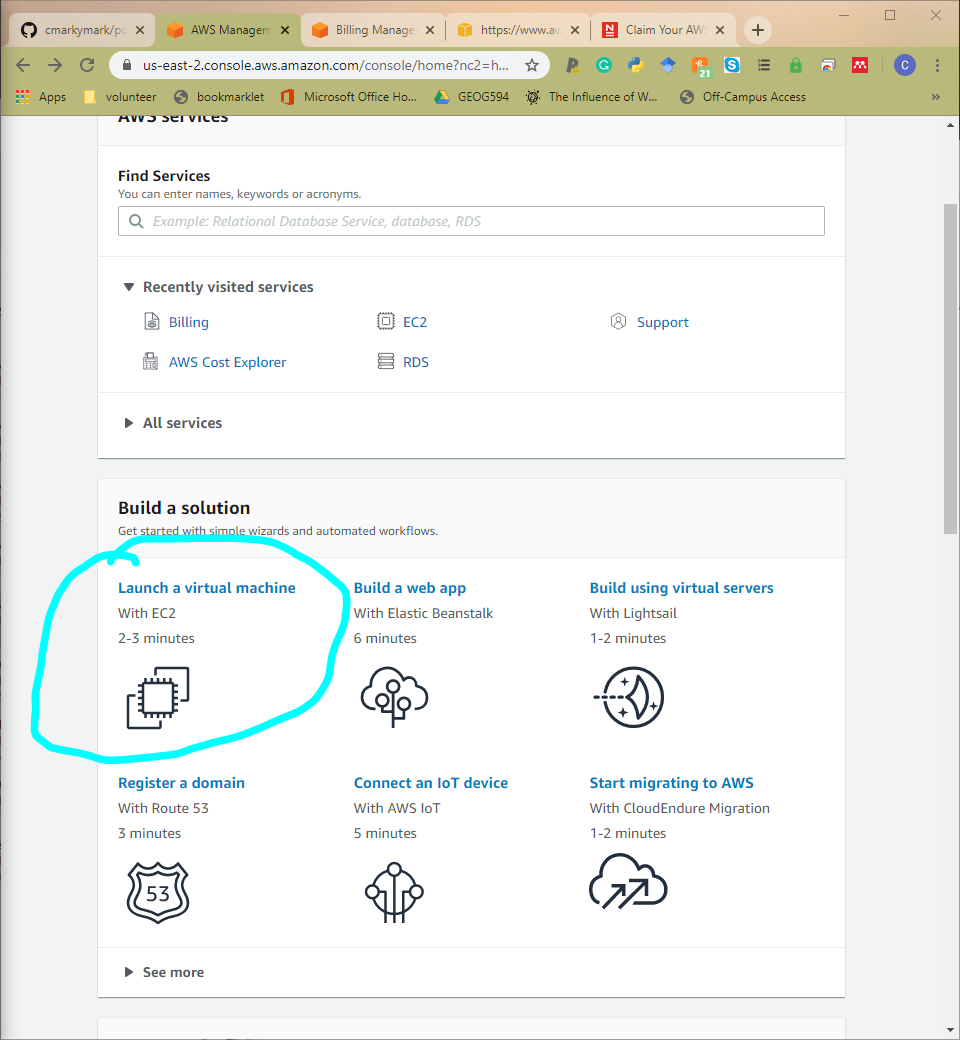 cmarkymark/po
AWS Managem
Billing Manage
https://www.aw
Claim Your AWS
us-east-2.console.aws.amazon.com/console/home?nc2=h...
21
C
Apps
volunteer
bookmarklet
Microsoft Office Ho...
GEOG594
The Influence of W...
Off-Campus Access
»
AWS services
Find Services
You can enter names, keywords or acronyms.
Example: Relational Database Service, database, RDS
Recently visited services
Billing
EC2
Support
AWS Cost Explorer
RDS
All services
Build a solution
Get started with simple wizards and automated workflows.
Launch a virtual machine
With EC2
2-3 minutes
Build a web app
With Elastic Beanstalk
6 minutes
Build using virtual servers
With Lightsail
1-2 minutes
Register a domain
With Route 53
3 minutes
53
Connect an IoT device
With AWS IoT
5 minutes
Start migrating to AWS
With CloudEndure Migration
1-2 minutes
See more